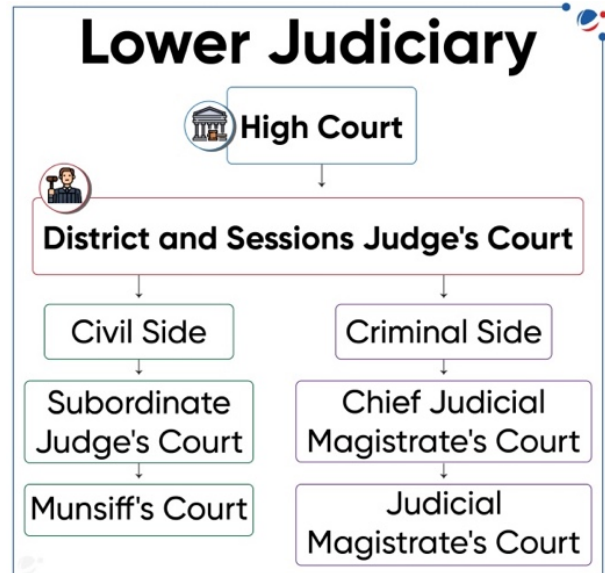 Lower Judiciary
High Court
District and Sessions Judge's Court
Civil Side
Subordinate
Judge's Court
Munsiff's Court
Criminal Side
Chief Judicial
Magistrate's Court
Judicial
Magistrate's Court